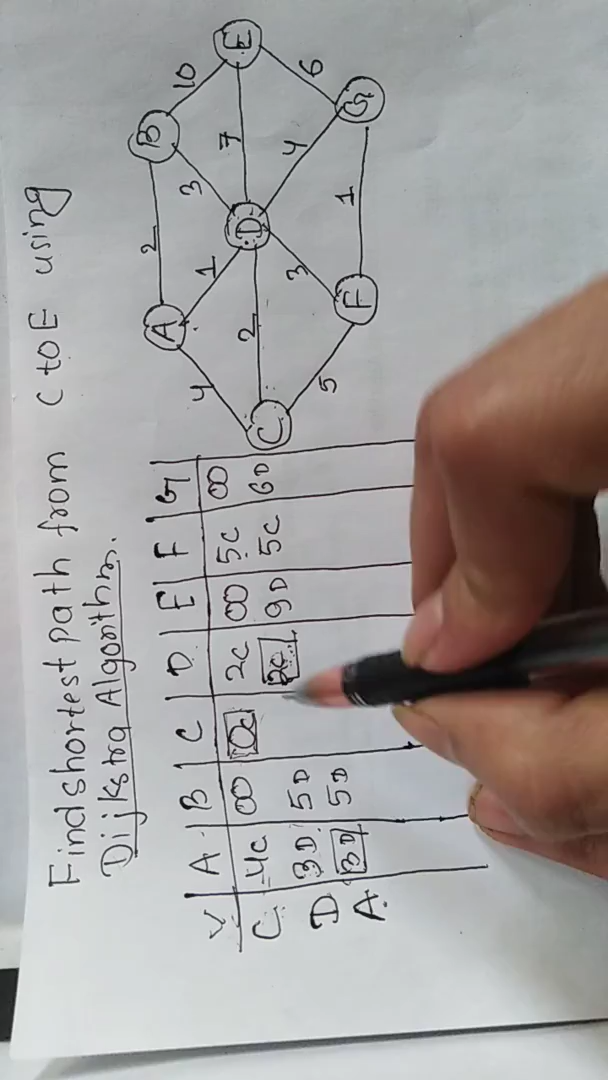 Find shortest path from C to E using
Dijkstra Algorithm.
V | A | B | C | D | E | F | G
C 4C ∞ 0C 2C ∞ 5C ∞
D 3D 5D 2C 9D 5C 6D
A 3D 5D
A
B
C
D
E
F
G
4
2
1
2
3
10
7
6
4
3
5
1